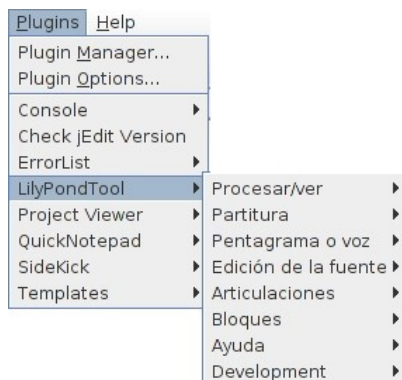 Plugins Help
Plugin Manager...
Plugin Options...
Console
Check jEdit Version
ErrorList
LilyPondTool
Project Viewer
QuickNotepad
SideKick
Templates
Procesar/ver
Partitura
Pentagrama o voz
Edición de la fuente
Articulaciones
Bloques
Ayuda
Development